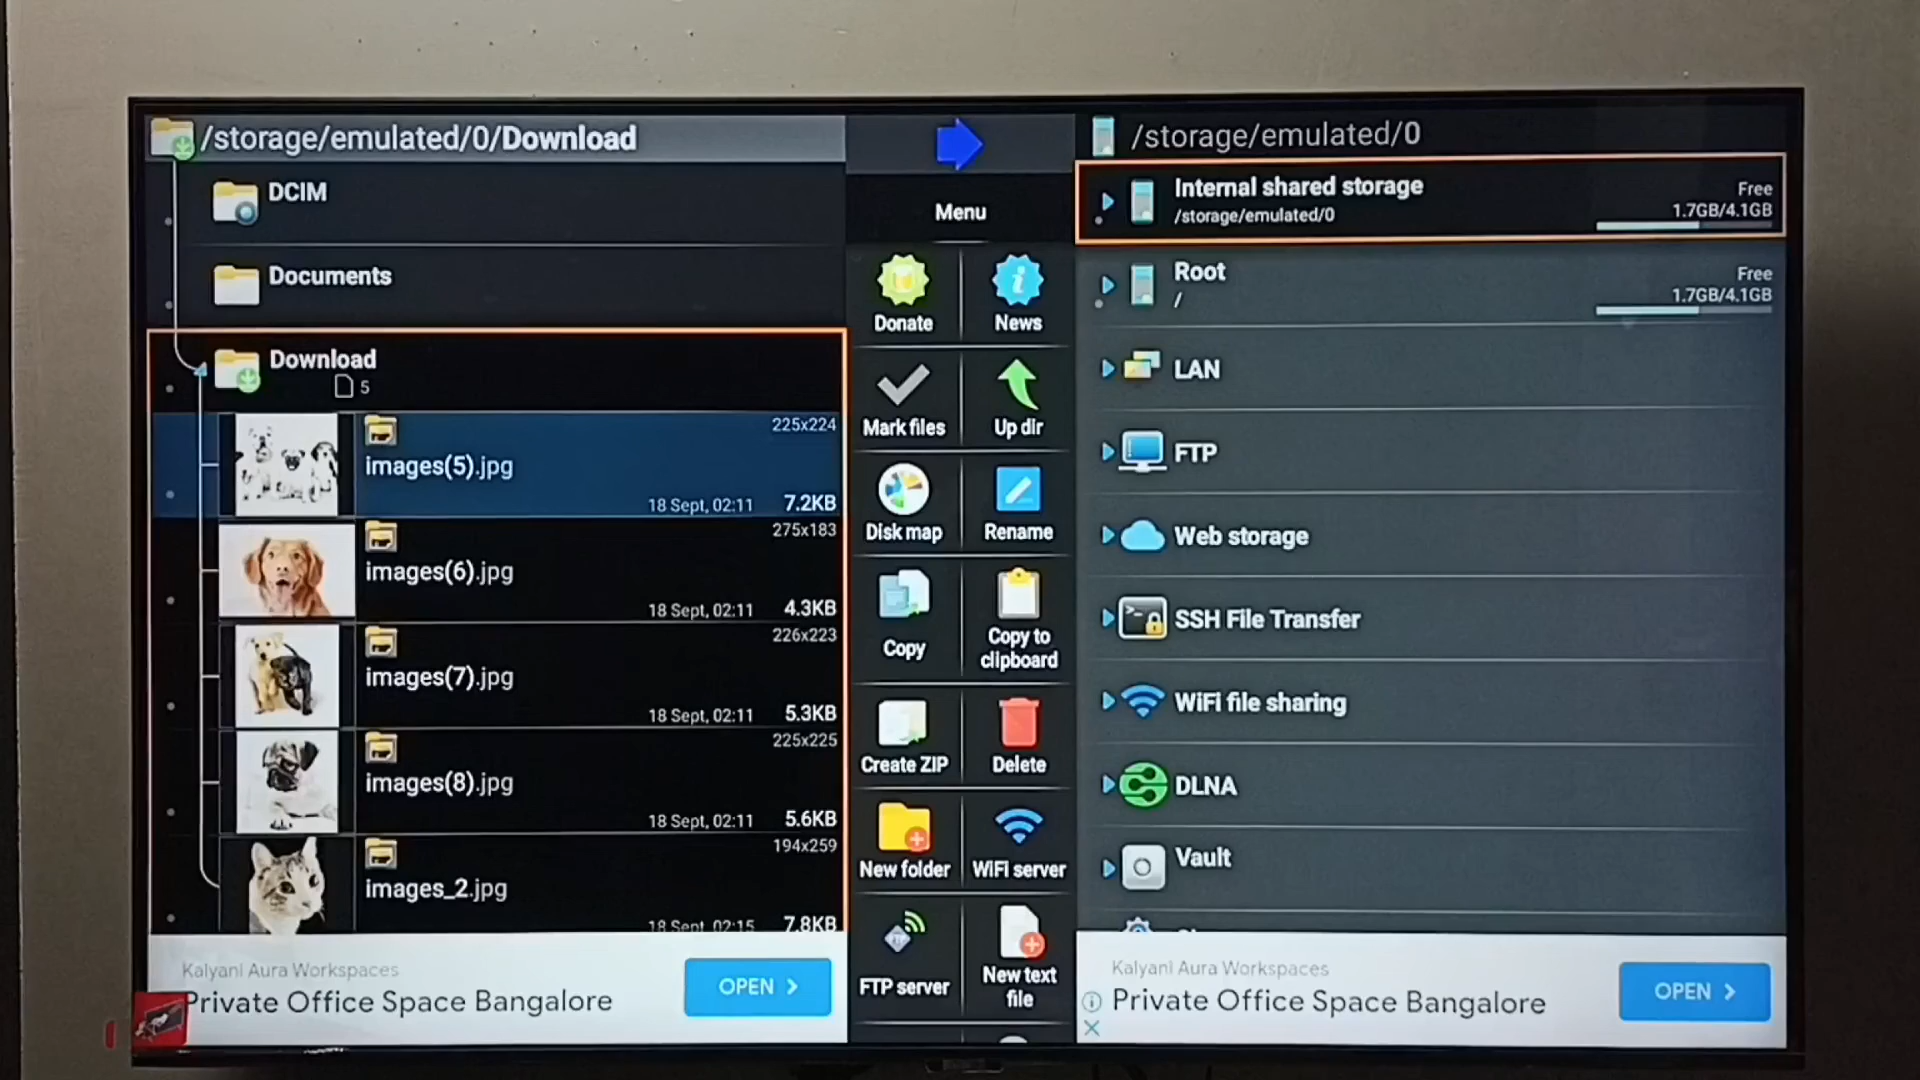 /storage/emulated/0/Download
DCIM
Documents
Download
5
225x224
images(5).jpg
18 Sept, 02:11 7.2KB
275x183
images(6).jpg
18 Sept, 02:11 4.3KB
226x223
images(7).jpg
18 Sept, 02:11 5.3KB
225x225
images(8).jpg
18 Sept, 02:11 5.6KB
194x259
images_2.jpg
18 Sept, 02:15 7.8KB
Kalyani Aura Workspaces
Private Office Space Bangalore
OPEN
Menu
Donate
News
Mark files
Up dir
Disk map
Rename
Copy
Copy to
clipboard
Create ZIP
Delete
New folder
WiFi server
FTP server
New text
file
/storage/emulated/0
Internal shared storage
/storage/emulated/0
Free
1.7GB/4.1GB
Root
/
Free
1.7GB/4.1GB
LAN
FTP
Web storage
SSH File Transfer
WiFi file sharing
DLNA
Vault
Kalyani Aura Workspaces
Private Office Space Bangalore
OPEN